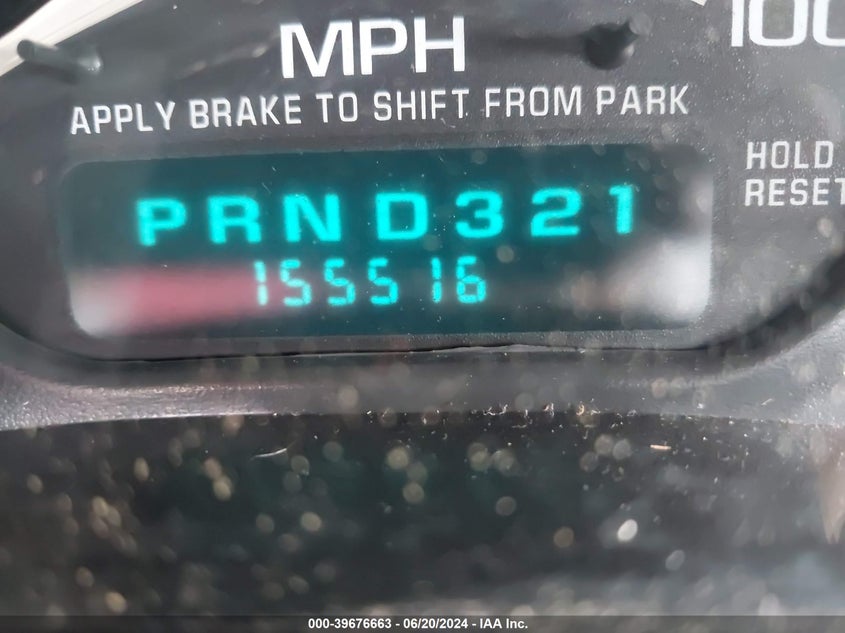 MPH
100
APPLY BRAKE TO SHIFT FROM PARK
HOLD
RESET
PRND321
155516
000-39676663 - 06/20/2024 - IAA Inc.